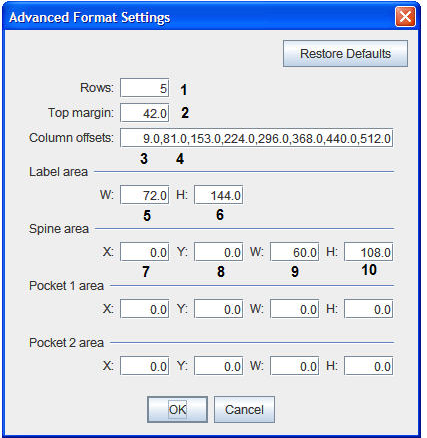 Advanced Format Settings
Restore Defaults
Rows: 5 1
Top margin: 42.0 2
Column offsets: 9.0,81.0,153.0,224.0,296.0,368.0,440.0,512.0
3 4
Label area
W: 72.0 H: 144.0
5 6
Spine area
X: 0.0 Y: 0.0 W: 60.0 H: 108.0
7 8 9 10
Pocket 1 area
X: 0.0 Y: 0.0 W: 0.0 H: 0.0
Pocket 2 area
X: 0.0 Y: 0.0 W: 0.0 H: 0.0
OK Cancel